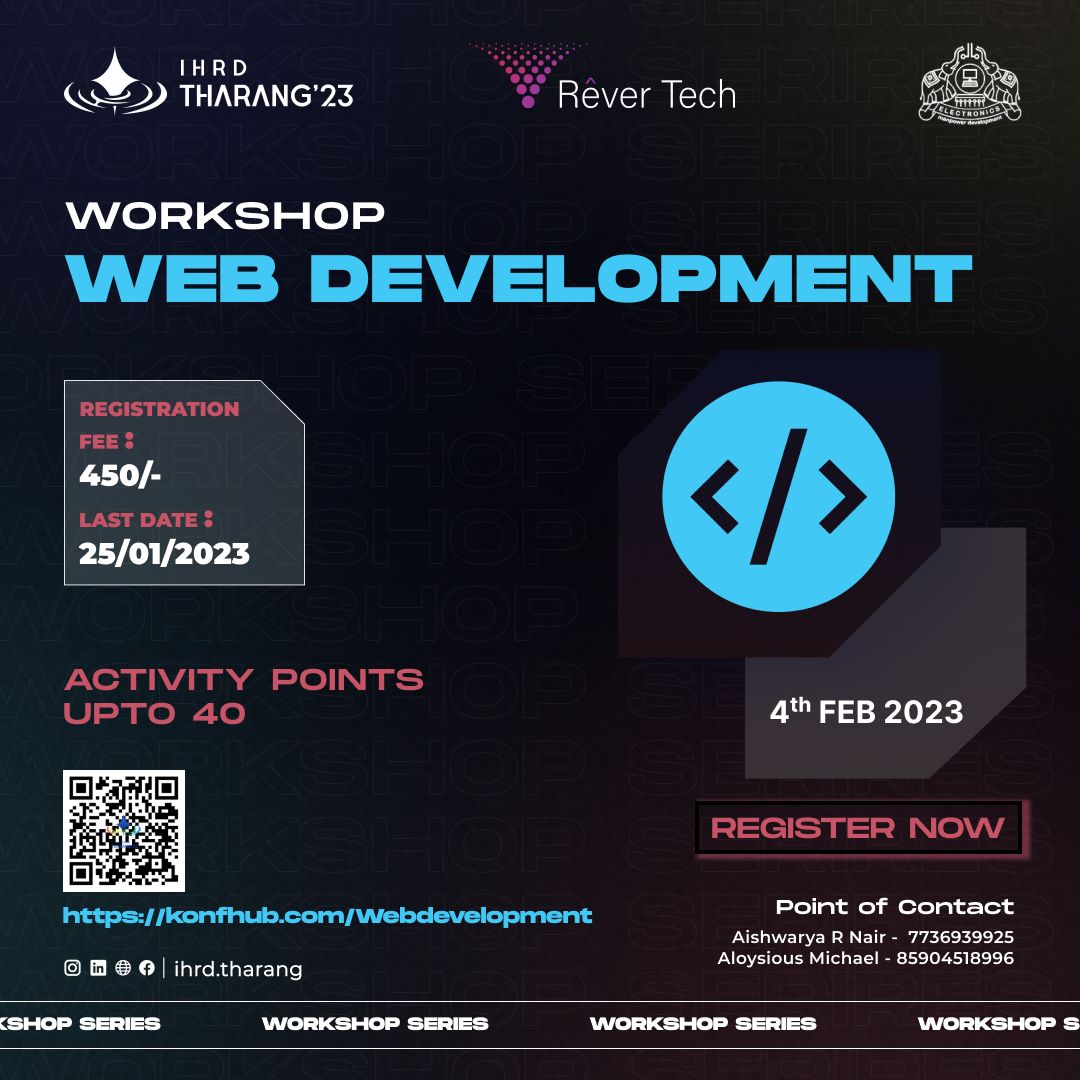 IHRD
THARANG'23
Rêver Tech
ELECTRONICS
manpower development
WORKSHOP
WEB DEVELOPMENT
REGISTRATION
FEE :
450/-
LAST DATE :
25/01/2023
4th FEB 2023
ACTIVITY POINTS
UPTO 40
REGISTER NOW
https://konfhub.com/Webdevelopment
Point of Contact
Aishwarya R Nair - 7736939925
Aloysious Michael - 85904518996
ihrd.tharang
KSHOP SERIES WORKSHOP SERIES WORKSHOP SERIES WORKSHOP S